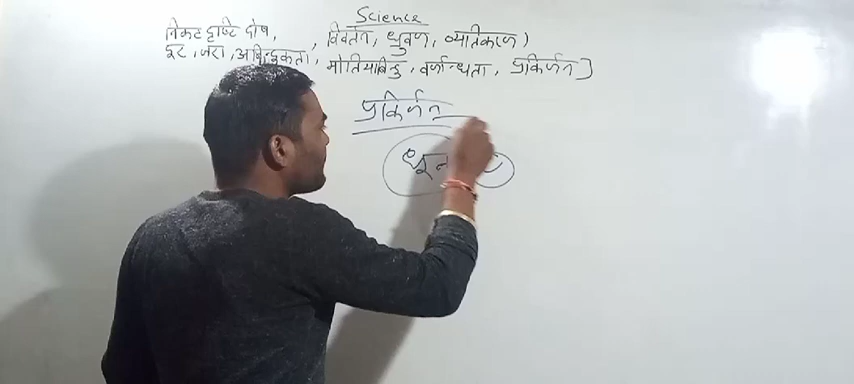 Science
निकट दृष्टि दोष, , विवर्तन, ध्रुवण, व्यतिकरण)
दूर, जरा, अबिन्दुकता, मोतियाबिन्दु, वर्णान्धता, प्रकिर्णन]
प्रकिर्णन